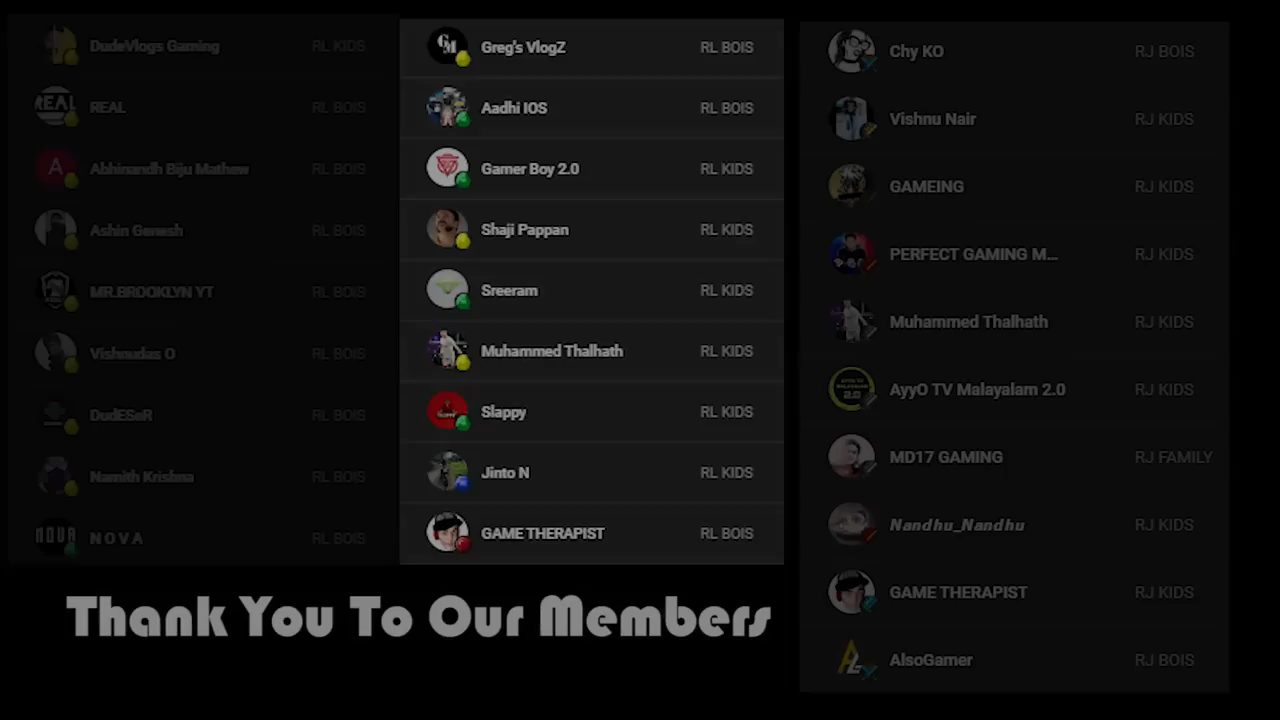 DudeVlogs Gaming RL KIDS
REAL RL BOIS
Abhinandh Biju Mathew RL BOIS
Ashin Genesh RL BOIS
MR.BROOKLYN YT RL BOIS
Vishnudas O RL BOIS
DudESeR RL BOIS
Namith Krishna RL BOIS
N O V A RL BOIS
Greg's VlogZ RL BOIS
Aadhi IOS RL BOIS
Gamer Boy 2.0 RL KIDS
Shaji Pappan RL KIDS
Sreeram RL KIDS
Muhammed Thalhath RL KIDS
Slappy RL KIDS
Jinto N RL KIDS
GAME THERAPIST RL BOIS
Chy KO RJ BOIS
Vishnu Nair RJ KIDS
GAMEING RJ KIDS
PERFECT GAMING M... RJ KIDS
Muhammed Thalhath RJ KIDS
AyyO TV Malayalam 2.0 RJ KIDS
MD17 GAMING RJ FAMILY
Nandhu_Nandhu RJ KIDS
GAME THERAPIST RJ KIDS
AlsoGamer RJ BOIS
Thank You To Our Members